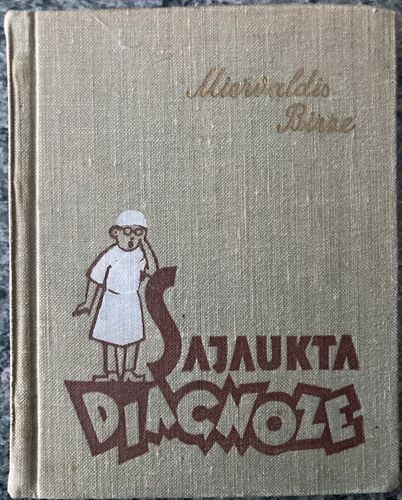 Miervaldis
Birze
SAJAUKTA
DIAGNOZE